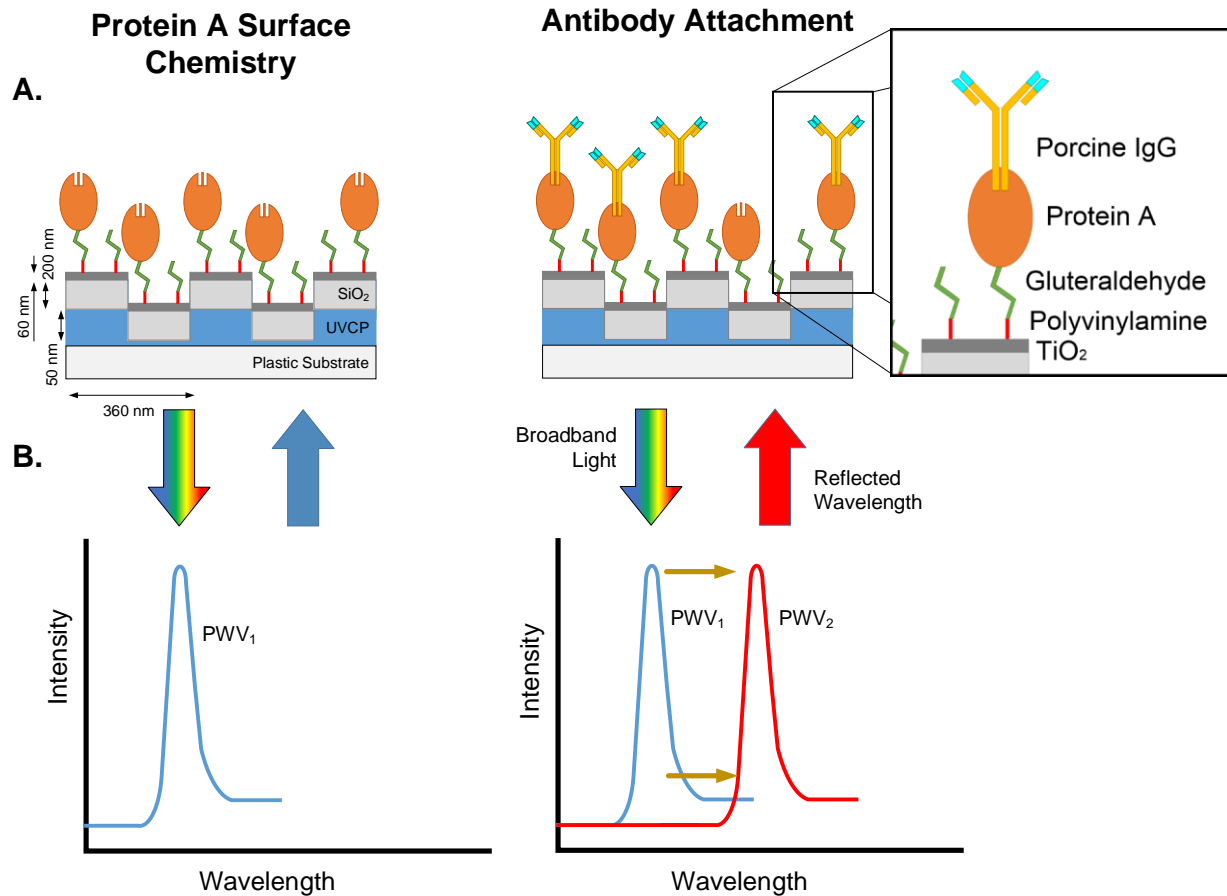 Protein A Surface
Chemistry
Antibody Attachment
A.
Porcine IgG
Protein A
Gluteraldehyde
Polyvinylamine
TiO₂
200 nm
60 nm
50 nm
SiO₂
UVCP
Plastic Substrate
360 nm
B.
Broadband
Light
Reflected
Wavelength
Intensity
PWV₁
Wavelength
Intensity
PWV₁
PWV₂
Wavelength